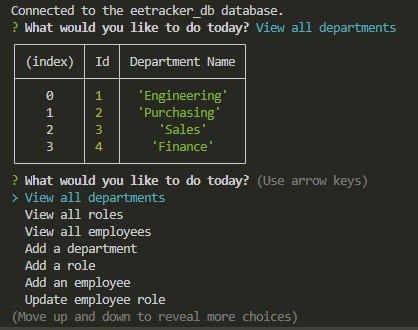 Connected to the eetracker_db database.
? What would you like to do today? View all departments
(index) Id Department Name
0 1 'Engineering'
1 2 'Purchasing'
2 3 'Sales'
3 4 'Finance'
? What would you like to do today? (Use arrow keys)
> View all departments
View all roles
View all employees
Add a department
Add a role
Add an employee
Update employee role
(Move up and down to reveal more choices)